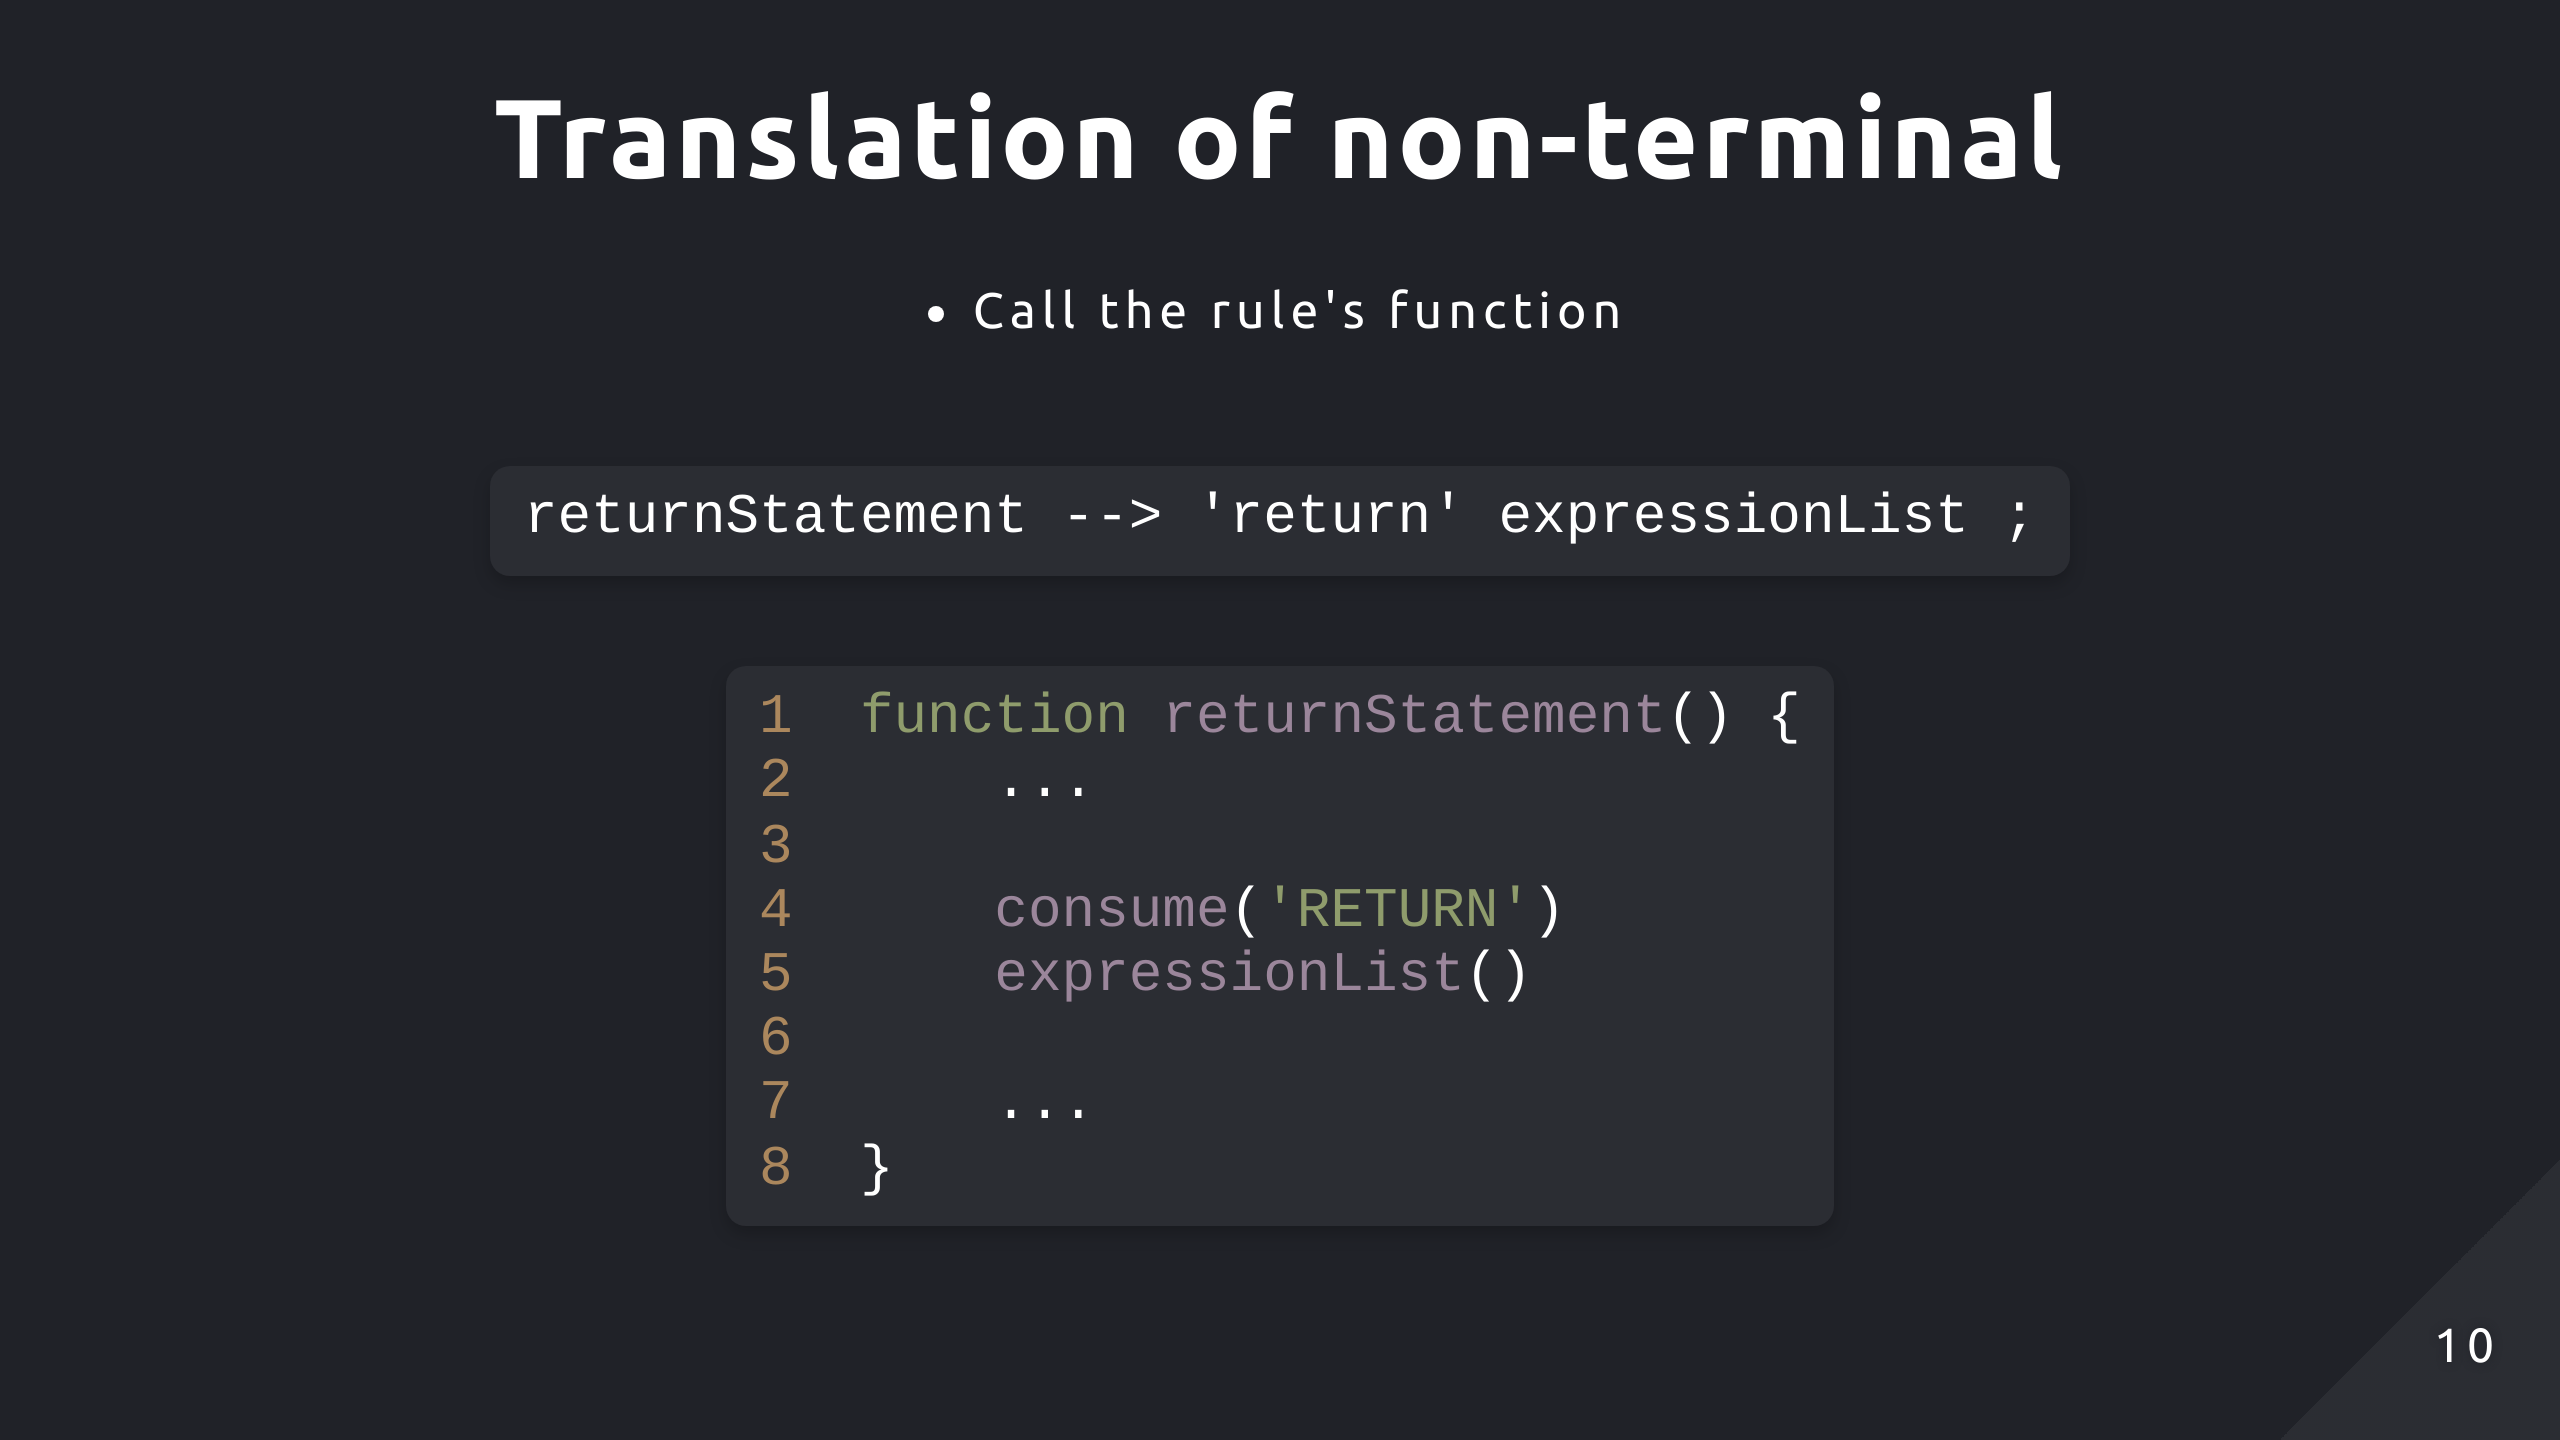 Translation of non-terminal
• Call the rule's function
returnStatement --> 'return' expressionList ;
1  function returnStatement() {
2      ...
3
4      consume('RETURN')
5      expressionList()
6
7      ...
8  }
10